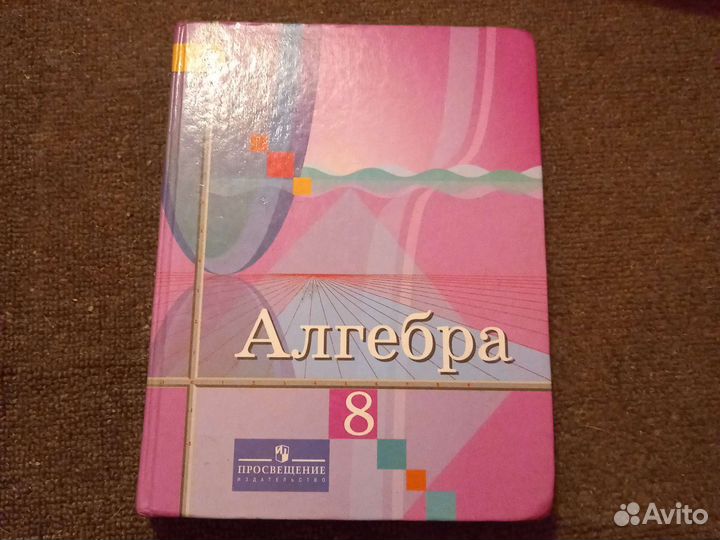 Алгебра
8
ПРОСВЕЩЕНИЕ
ИЗДАТЕЛЬСТВО
Avito